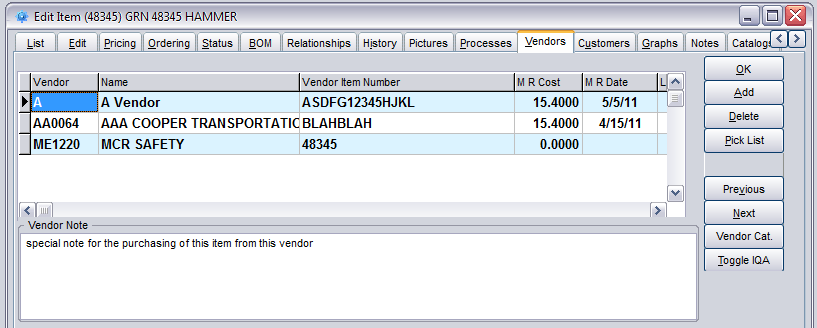 Edit Item (48345) GRN 48345 HAMMER
List Edit Pricing Ordering Status BOM Relationships History Pictures Processes Vendors Customers Graphs Notes Catalogs
Vendor Name Vendor Item Number M R Cost M R Date L
A A Vendor ASDFG12345HJKL 15.4000 5/5/11
AA0064 AAA COOPER TRANSPORTATIC BLAHBLAH 15.4000 4/15/11
ME1220 MCR SAFETY 48345 0.0000
OK
Add
Delete
Pick List
Previous
Next
Vendor Cat.
Toggle IQA
Vendor Note
special note for the purchasing of this item from this vendor